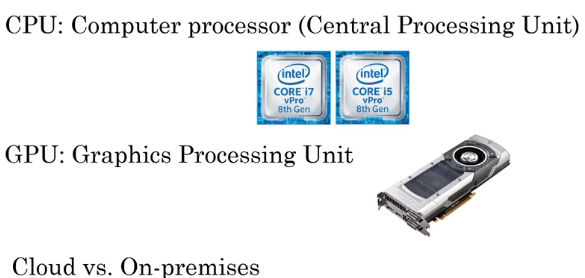 CPU: Computer processor (Central Processing Unit)
intel intel
CORE i7 CORE i5
vPro vPro
8th Gen 8th Gen
GPU: Graphics Processing Unit
Cloud vs. On-premises